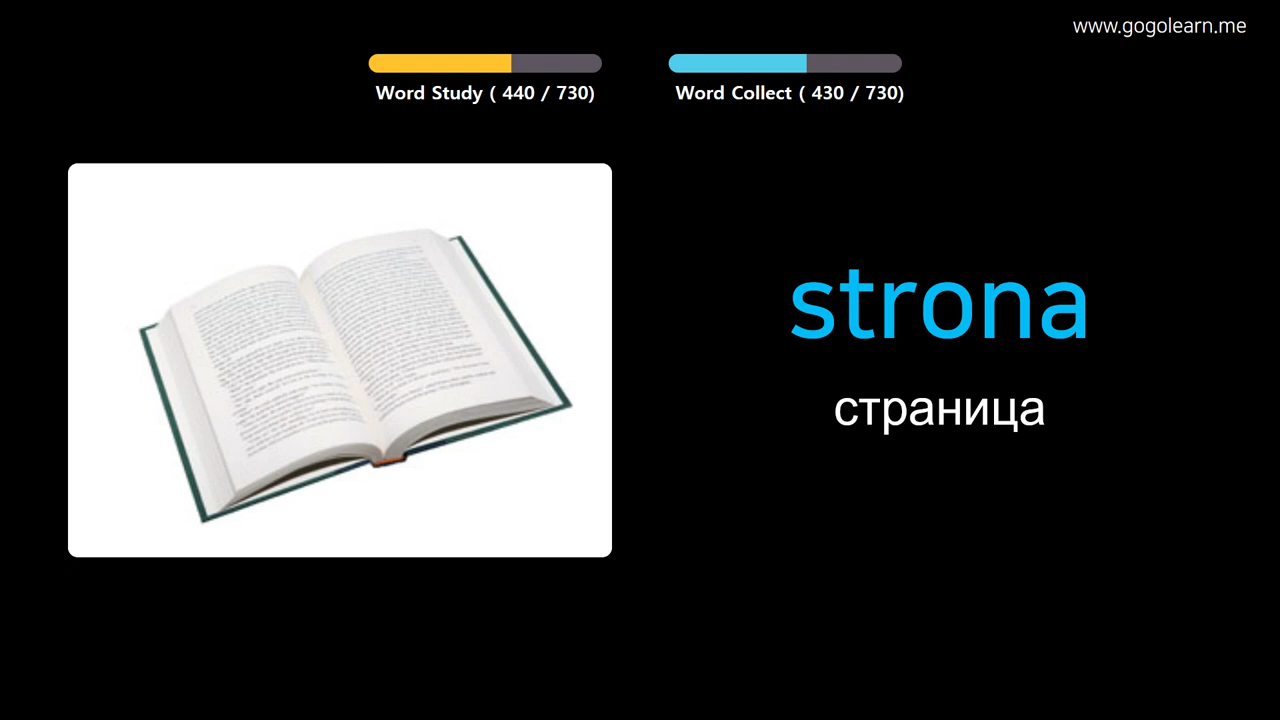 www.gogolearn.me
Word Study ( 440 / 730)
Word Collect ( 430 / 730)
strona
страница